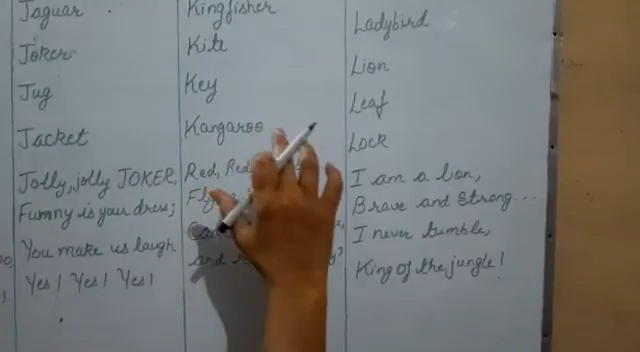 Jaguar
Joker
Jug
Jacket
Jolly, jolly JOKER,
Funny is your dress;
You make us laugh
Yes! Yes! Yes!
Kingfisher
Kite
Key
Kangaroo
Red, Red
and
Ladybird
Lion
Leaf
Lock
I am a lion,
Brave and strong...
I never tumble,
King of the jungle!